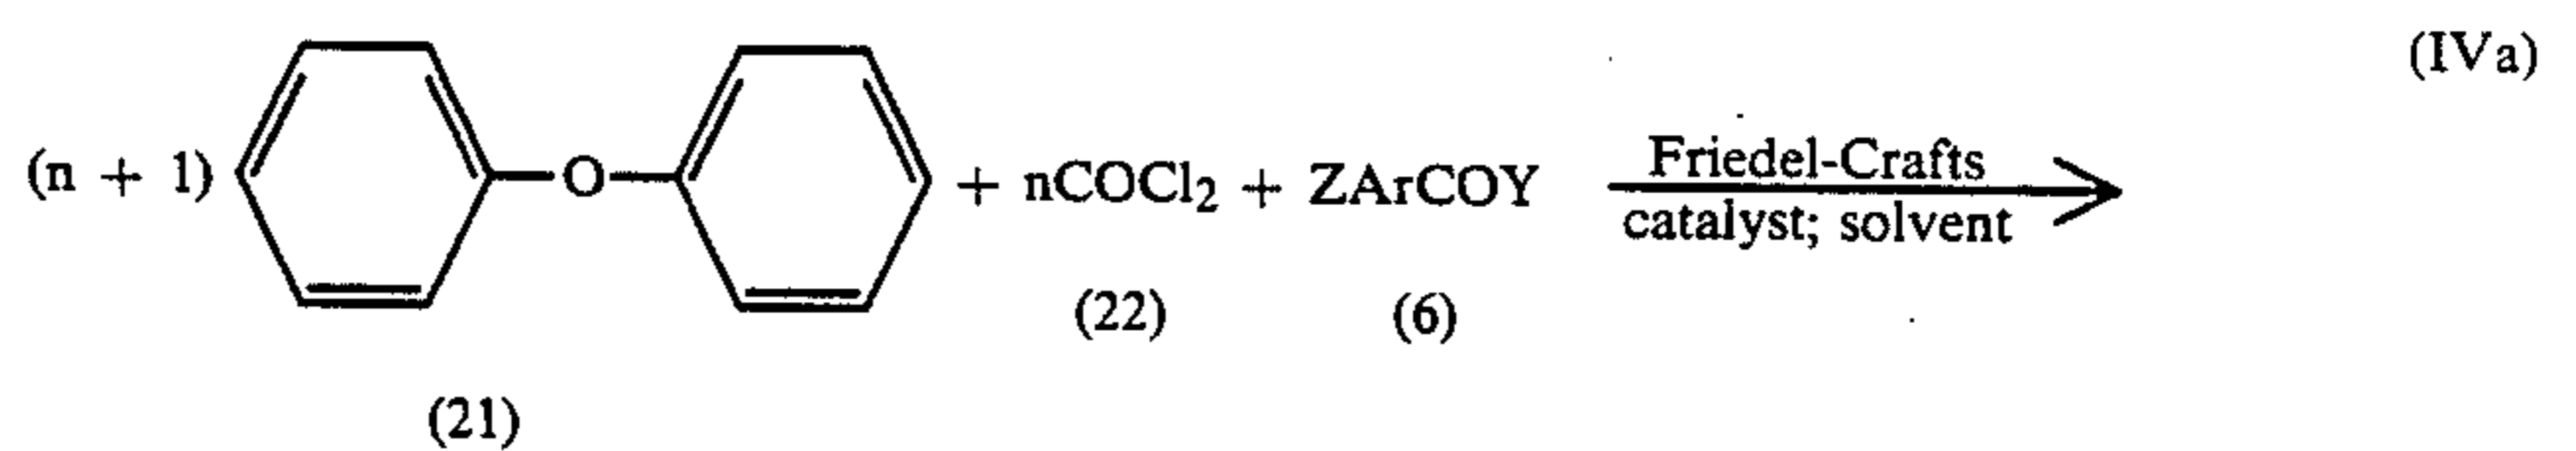 (IVa)
(n + 1) O + nCOCl₂ + ZArCOY Friedel-Crafts
catalyst; solvent
(22) (6)
(21)